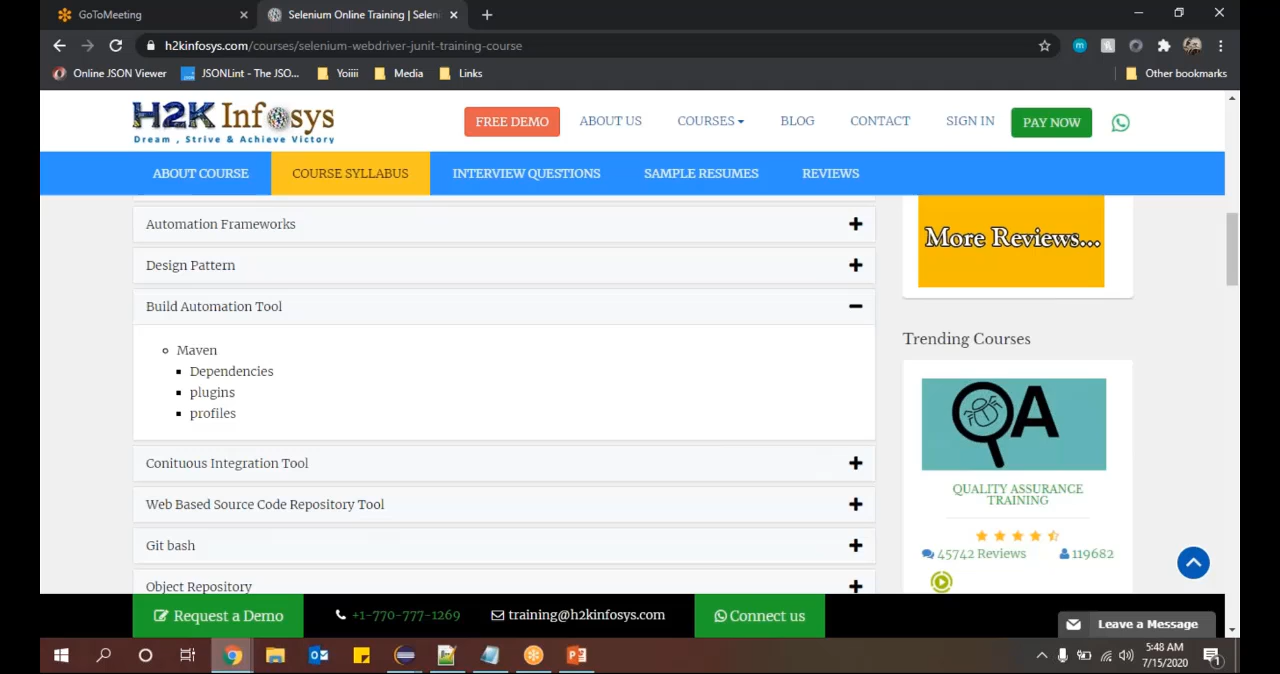 GoToMeeting
Selenium Online Training | Seleni
h2kinfosys.com/courses/selenium-webdriver-junit-training-course
Online JSON Viewer
JSONLint - The JSO...
Yoiiii
Media
Links
Other bookmarks
H2K Infosys
Dream , Strive & Achieve Victory
FREE DEMO
ABOUT US
COURSES
BLOG
CONTACT
SIGN IN
PAY NOW
ABOUT COURSE
COURSE SYLLABUS
INTERVIEW QUESTIONS
SAMPLE RESUMES
REVIEWS
Automation Frameworks
Design Pattern
Build Automation Tool
Maven
Dependencies
plugins
profiles
Conituous Integration Tool
Web Based Source Code Repository Tool
Git bash
Object Repository
More Reviews...
Trending Courses
QA
QUALITY ASSURANCE
TRAINING
45742 Reviews
119682
Request a Demo
+1-770-777-1269
training@h2kinfosys.com
Connect us
Leave a Message
5:48 AM
7/15/2020
1